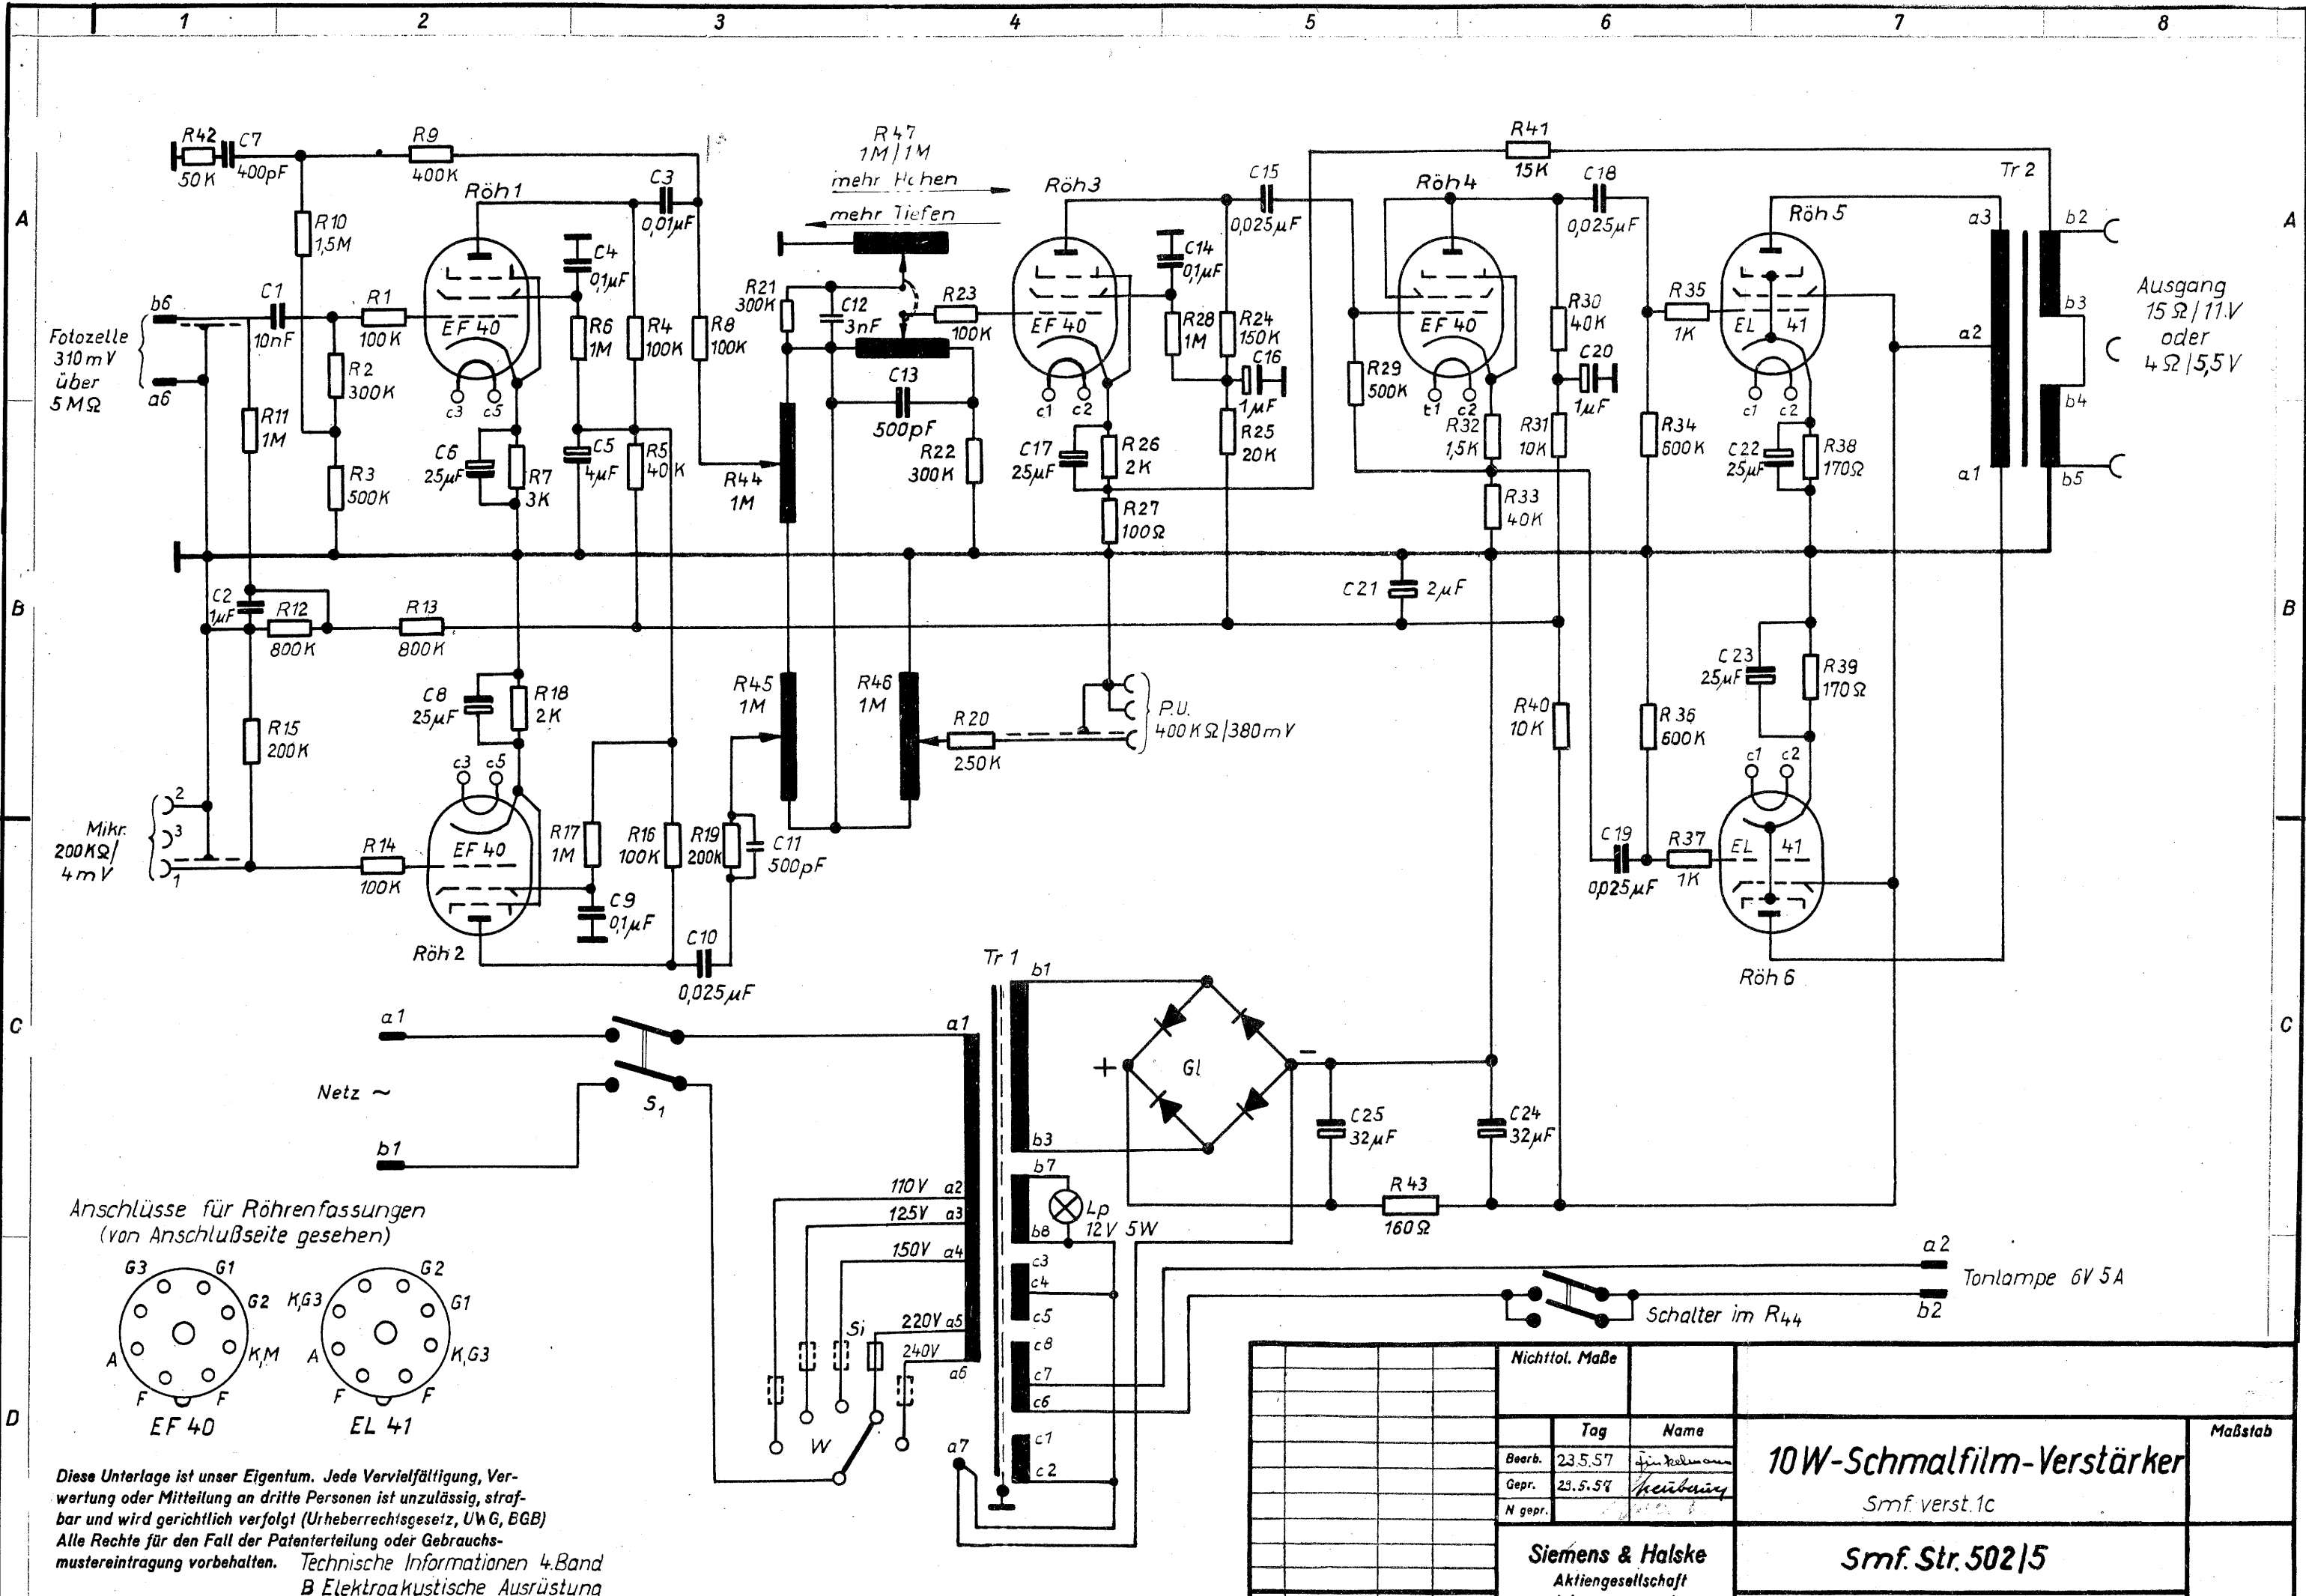 1 2 3 4 5 6 7 8
A A
B B
C C
D
R42
50K
C7
400pF
R9
400K
R10
1,5M
Röh1
C3
0,01µF
R47
1M/1M
mehr Höhen
mehr Tiefen
Röh3
C15
0,025µF
Röh4
R41
15K
C18
0,025µF
Röh5
Tr2
a3
a2
a1
b2
b3
b4
b5
Ausgang
15Ω/11V
oder
4Ω/5,5V
b6
Fotozelle
310mV
über
5MΩ
a6
C1
10nF
R1
100K
EF 40
R2
300K
R3
500K
R11
1M
c3 c5
C4
0,1µF
R6
1M
R4
100K
R8
100K
C6
25µF
R7
3K
C5
4µF
R5
40K
R21
300K
C12
3nF
R23
100K
C13
500pF
R44
1M
R22
300K
EF 40
c1 c2
C17
25µF
R26
2K
R27
100Ω
C14
0,1µF
R28
1M
R24
150K
C16
1µF
R25
20K
R29
500K
EF 40
t1 c2
R32
1,5K
R33
40K
R30
40K
C20
1µF
R31
10K
R35
1K
EL 41
R34
600K
c1 c2
C22
25µF
R38
170Ω
C2
1µF
R12
800K
R13
800K
C21 2µF
C8
25µF
R18
2K
R15
200K
c3 c5
R45
1M
R46
1M
R20
250K
P.U.
400KΩ/380mV
R40
10K
R36
600K
C23
25µF
R39
170Ω
c1 c2
Mikr.
200KΩ/
4mV
2
3
1
R14
100K
EF 40
Röh2
R17
1M
R16
100K
R19
200K
C11
500pF
C9
0,1µF
C10
0,025µF
C19
0,025µF
R37
1K
EL 41
Röh6
a1
Netz ~
b1
S1
Tr1
a1
b1
b3
b7
b8
c3
c4
c5
c8
c7
c6
c1
c2
+ Gl −
C25
32µF
C24
32µF
R43
160Ω
Lp
12V 5W
110V a2
125V a3
150V a4
220V a5
240V
a6
a7
Si
W
a2
Tonlampe 6V 5A
b2
Schalter im R44
Anschlüsse für Röhrenfassungen
(von Anschlußseite gesehen)
G3 G1
G2
K,M
A
F F
EF 40
G2
K,G3 G1
A K,G3
F F
EL 41
Diese Unterlage ist unser Eigentum. Jede Vervielfältigung, Ver-
wertung oder Mitteilung an dritte Personen ist unzulässig, straf-
bar und wird gerichtlich verfolgt (Urheberrechtsgesetz, UWG, BGB)
Alle Rechte für den Fall der Patenterteilung oder Gebrauchs-
mustereintragung vorbehalten.
Technische Informationen 4.Band
B Elektroakustische Ausrüstung
Nichttol. Maße
Tag Name
Bearb. 23.5.57
Gepr. 29.5.57
N gepr.
10W-Schmalfilm-Verstärker
Smf.verst.1c
Maßstab
Siemens & Halske
Aktiengesellschaft
Smf.Str.502/5